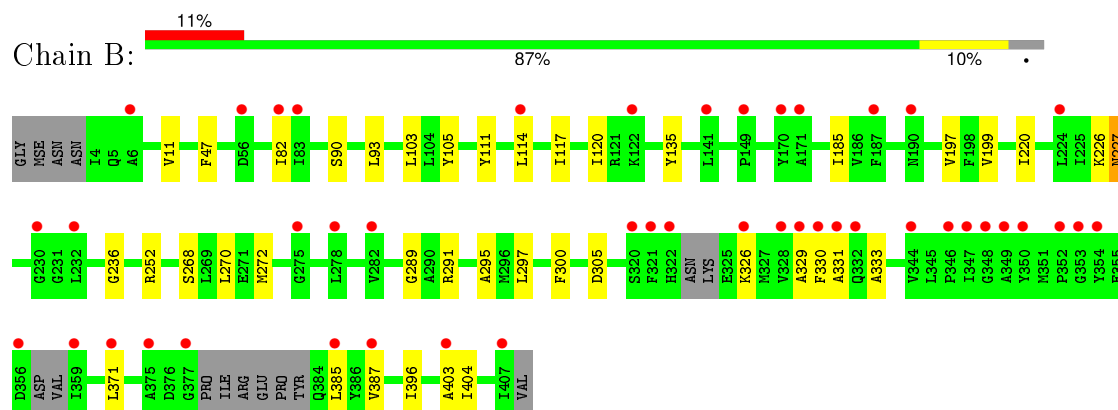 11%
Chain B:
87% 10% •
GLY MSE ASN ASN I4 Q5 A6 V11 F47 D56 I82 I83 S90 L93 L103 L104 Y105 Y111 L114 I117 I120 R121 K122 Y135 L141 P149 Y170 A171 I185 V186 F187 N190 V197 F198 V199 I220 L224 I225 K226 N227
G230 G231 L232 G236 R252 S268 L269 L270 E271 M272 G275 L278 V282 G289 A290 R291 A295 M296 L297 F300 D305 S320 F321 H322 ASN LYS E325 K326 M327 V328 A329 F330 A331 Q332 A333 V344 L345 P346 I347 G348 A349 Y350 M351 P352 G353 Y354
D356 ASP VAL I359 L371 A375 D376 G377 PRO ILE ARG GLU PRO TYR Q384 L385 Y386 V387 I396 A403 I404 I407 VAL